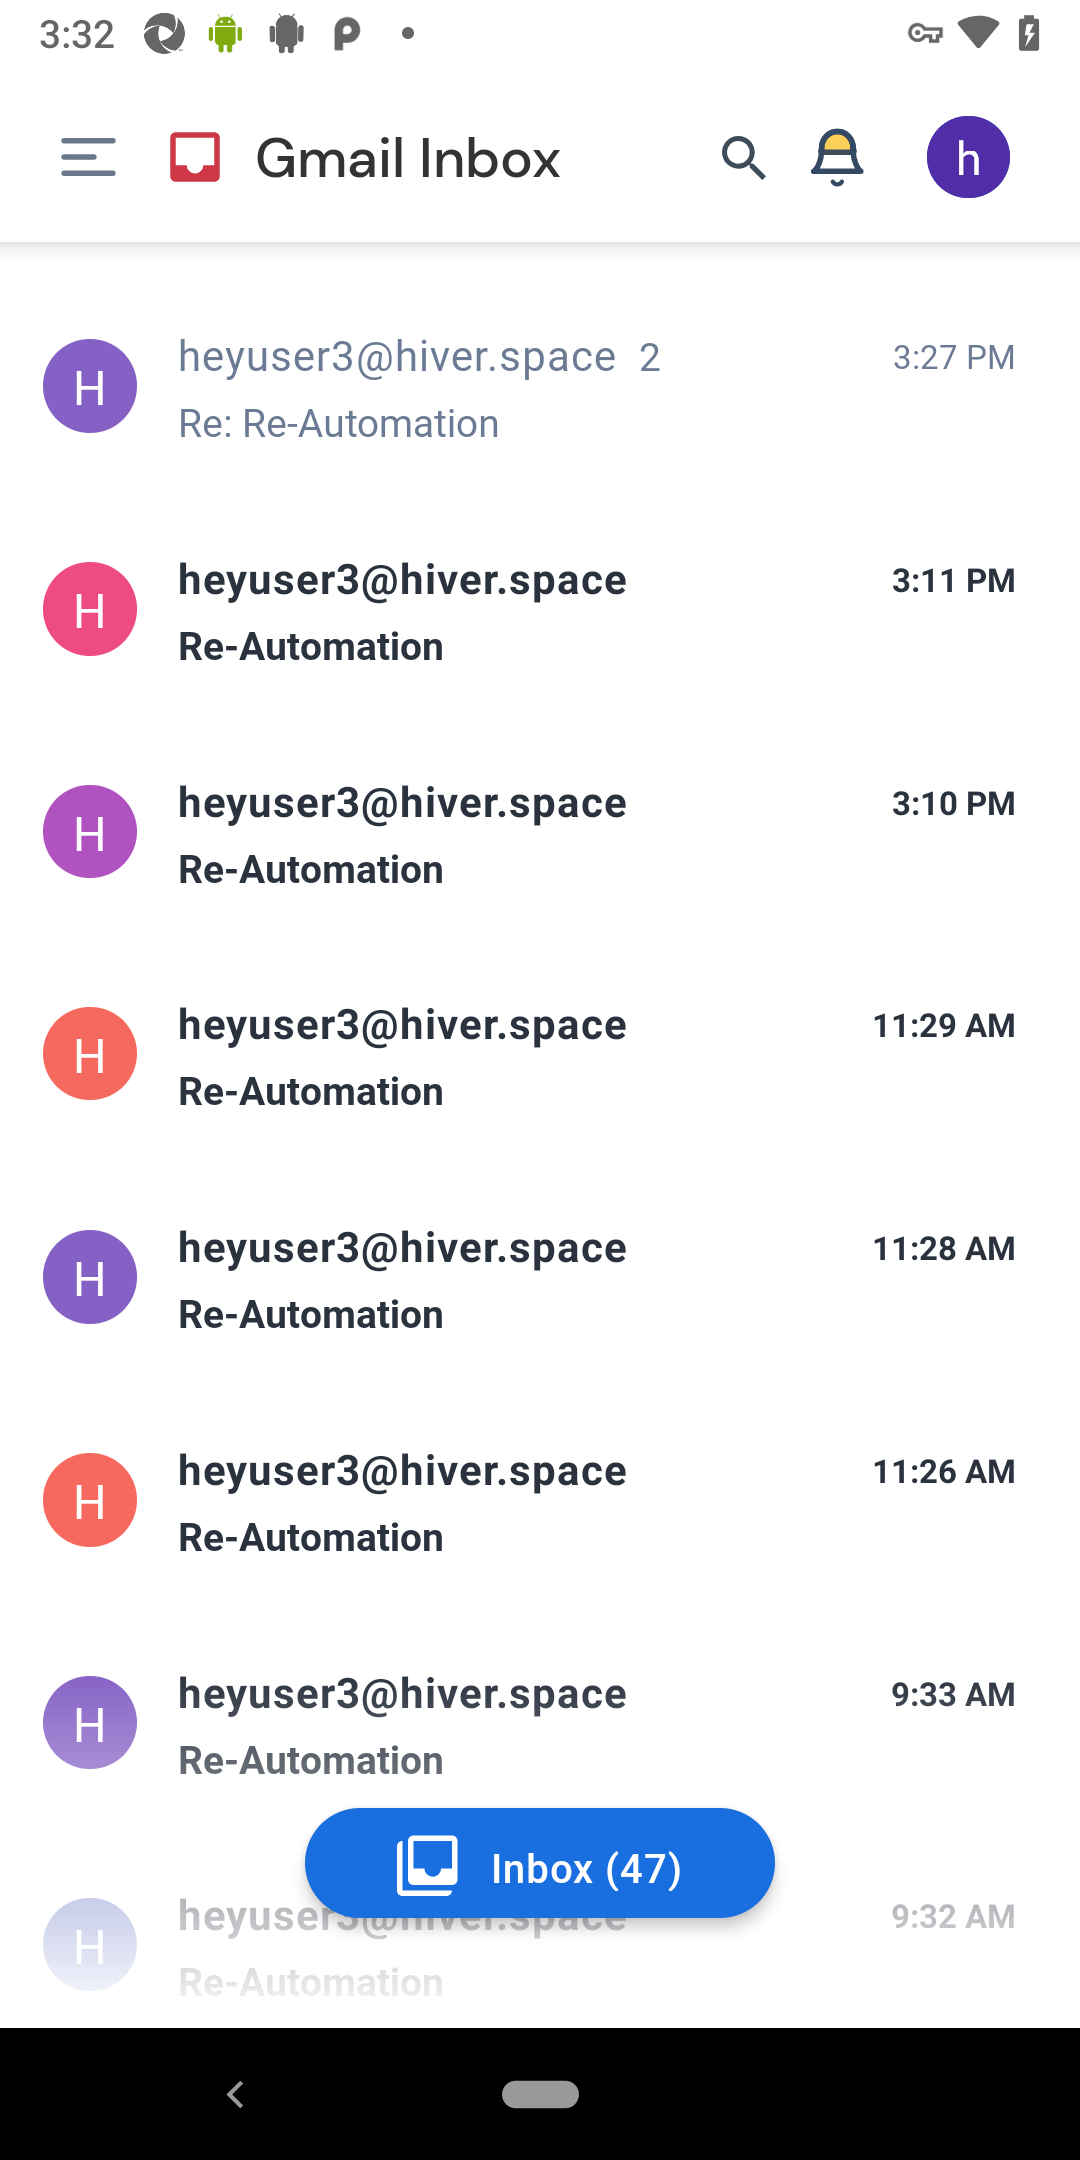 3:32
Gmail Inbox
h
H
heyuser3@hiver.space 2
3:27 PM
Re: Re-Automation
H
heyuser3@hiver.space
3:11 PM
Re-Automation
H
heyuser3@hiver.space
3:10 PM
Re-Automation
H
heyuser3@hiver.space
11:29 AM
Re-Automation
H
heyuser3@hiver.space
11:28 AM
Re-Automation
H
heyuser3@hiver.space
11:26 AM
Re-Automation
H
heyuser3@hiver.space
9:33 AM
Re-Automation
Inbox (47)
H
heyuser3@hiver.space
9:32 AM
Re-Automation